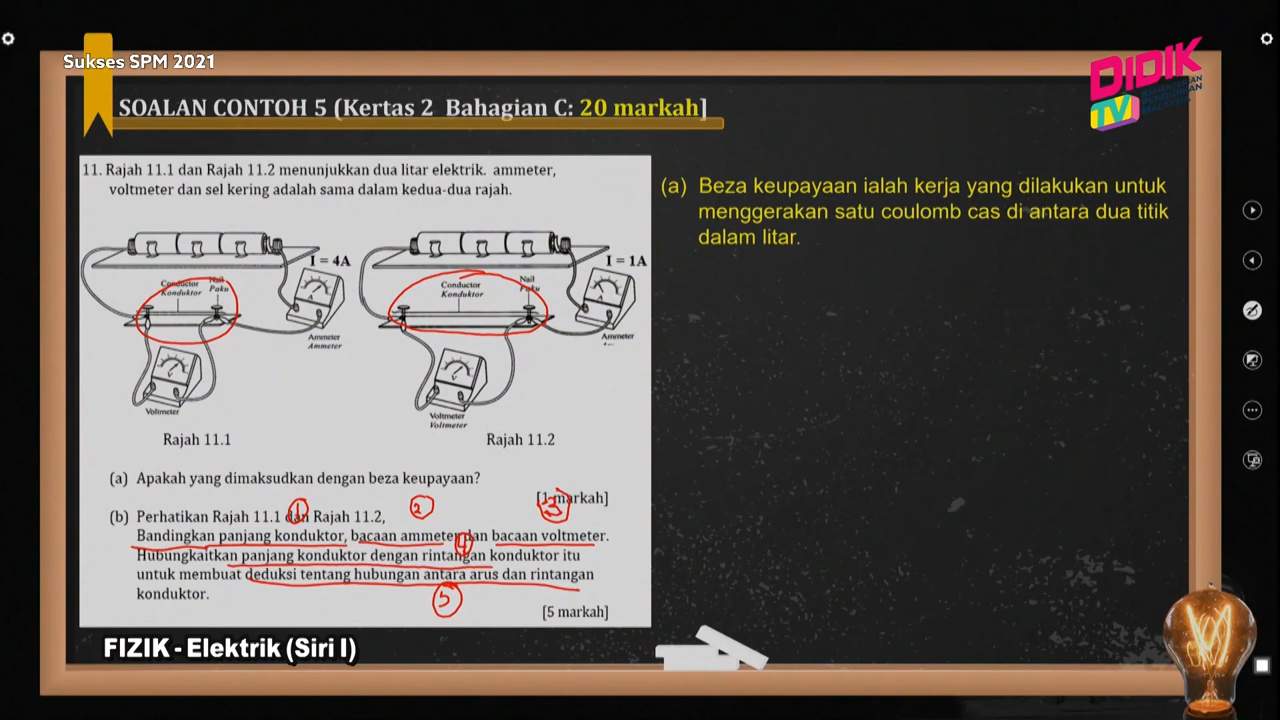 Sukses SPM 2021
DIDIK
TV
SOALAN CONTOH 5 (Kertas 2 Bahagian C: 20 markah]
11. Rajah 11.1 dan Rajah 11.2 menunjukkan dua litar elektrik. ammeter,
voltmeter dan sel kering adalah sama dalam kedua-dua rajah.
I = 4A
Conductor
Konduktor
Nail
Paku
Ammeter
Ammeter
Voltmeter
Rajah 11.1
I = 1A
Conductor
Konduktor
Nail
Paku
Ammeter
Voltmeter
Voltmeter
Rajah 11.2
(a) Apakah yang dimaksudkan dengan beza keupayaan?
[1 markah]
1
2
3
(b) Perhatikan Rajah 11.1 dan Rajah 11.2,
Bandingkan panjang konduktor, bacaan ammeter dan bacaan voltmeter.
4
Hubungkaitkan panjang konduktor dengan rintangan konduktor itu
untuk membuat deduksi tentang hubungan antara arus dan rintangan
konduktor.
5
[5 markah]
(a) Beza keupayaan ialah kerja yang dilakukan untuk
menggerakan satu coulomb cas di antara dua titik
dalam litar.
FIZIK - Elektrik (Siri I)